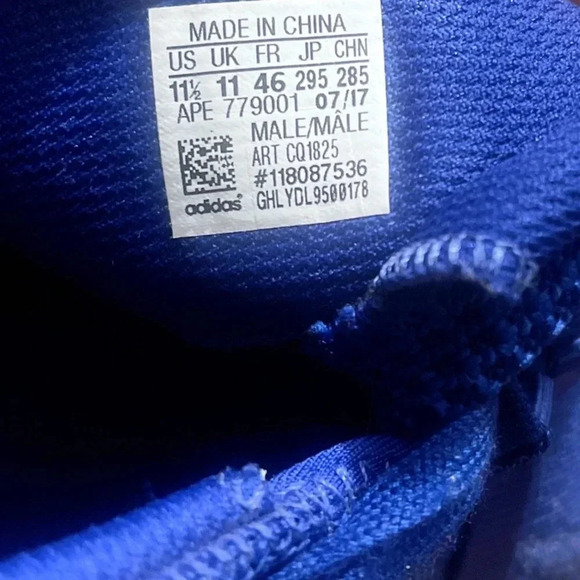 MADE IN CHINA
US UK FR JP CHN
11½ 11 46 295 285
APE 779001 07/17
MALE/MÂLE
ART CQ1825
#118087536
adidas® GHLYDL9500178